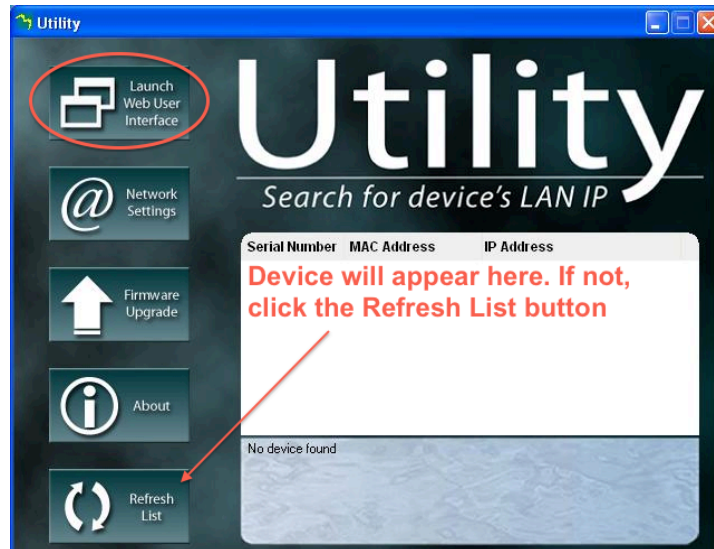 Utility
Launch
Web User
Interface
Utility
Search for device's LAN IP
Network
Settings
Serial Number MAC Address IP Address
Device will appear here. If not,
click the Refresh List button
Firmware
Upgrade
About
No device found
Refresh
List